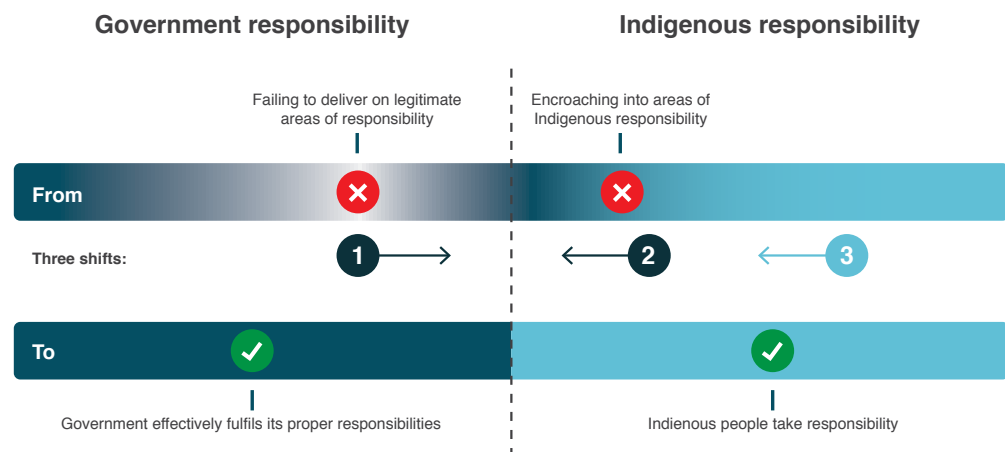 Government responsibility
Indigenous responsibility
Failing to deliver on legitimate
areas of responsibility
Encroaching into areas of
Indigenous responsibility
From
Three shifts:
1
2
3
To
Government effectively fulfils its proper responsibilities
Indienous people take responsibility